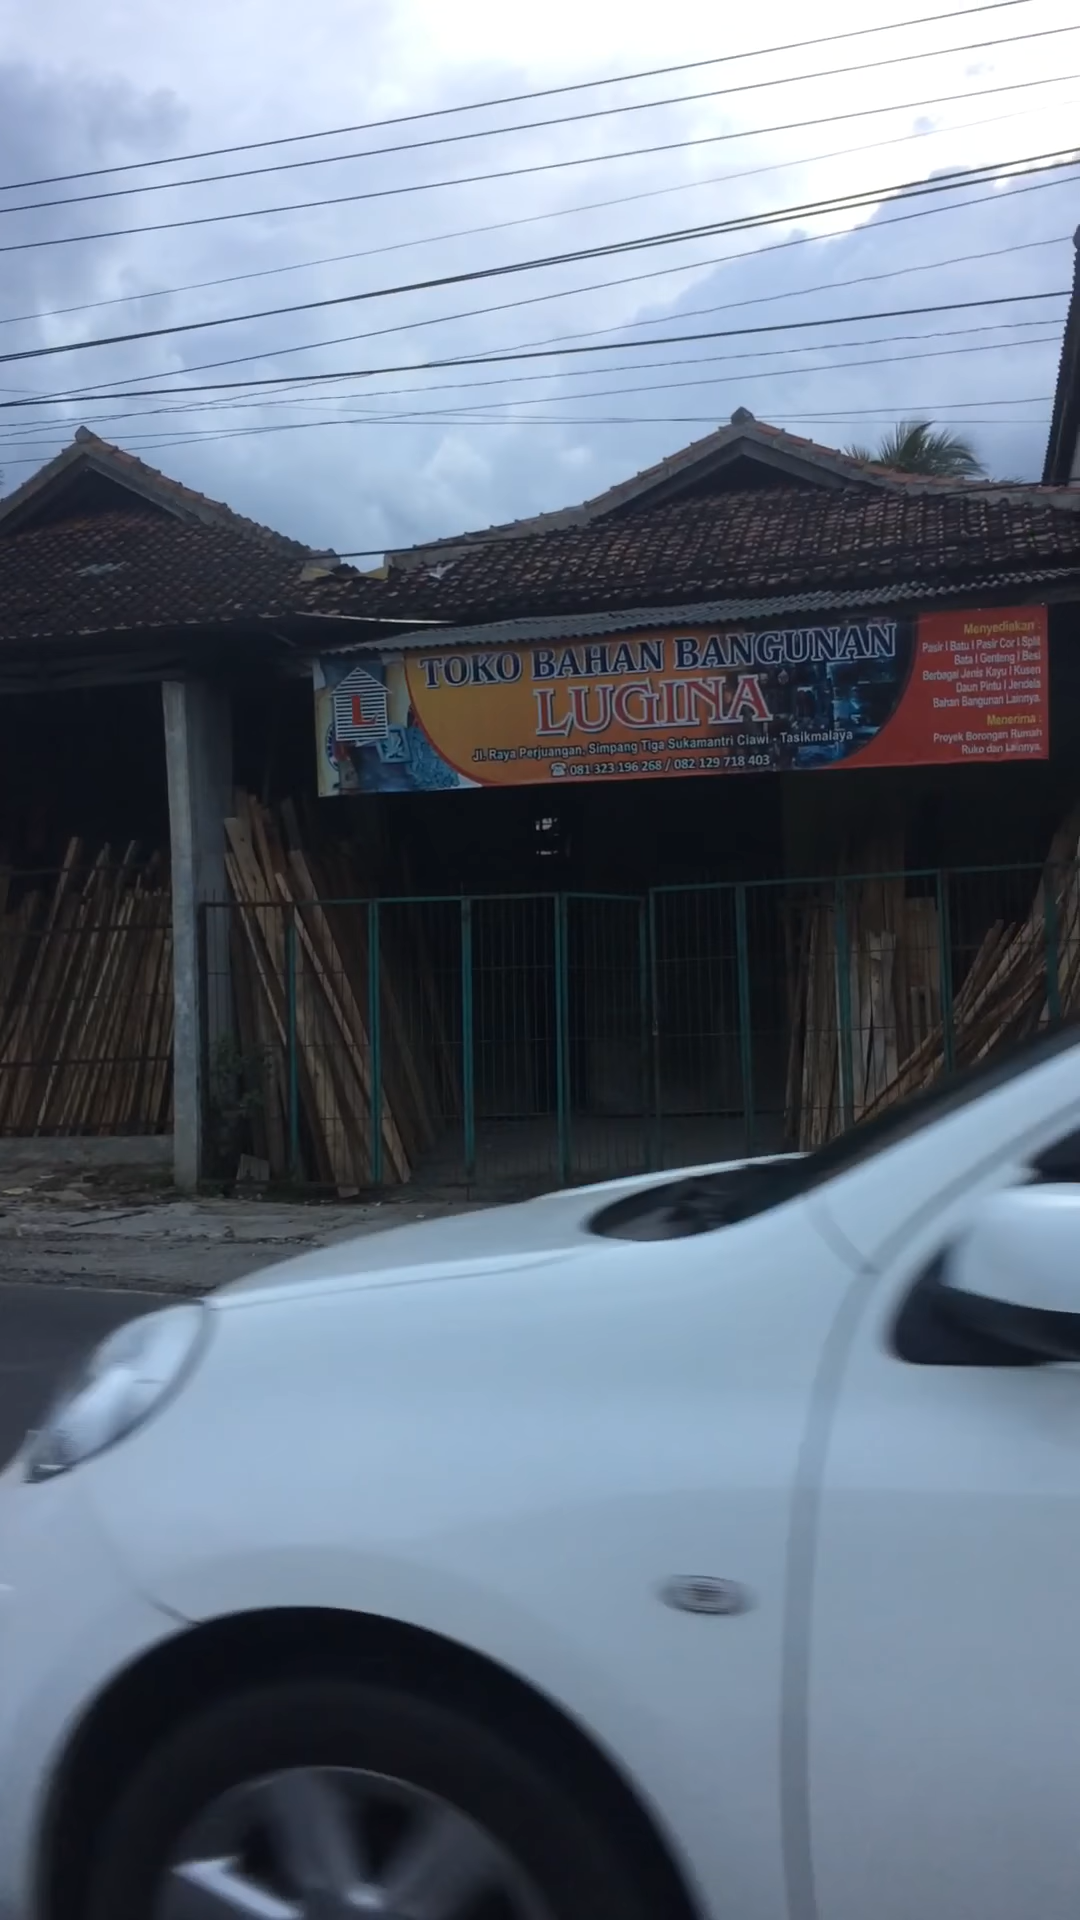 TOKO BAHAN BANGUNAN
LUGINA
L
Jl. Raya Perjuangan, Simpang Tiga Sukamantri Ciawi - Tasikmalaya
081 323 196 268 / 082 129 718 403
Menyediakan :
Pasir | Batu | Pasir Cor | Split
Bata | Genteng | Besi
Berbagai Jenis Kayu | Kusen
Daun Pintu | Jendela
Bahan Bangunan Lainnya.
Menerima :
Proyek Borongan Rumah
Ruko dan Lainnya.